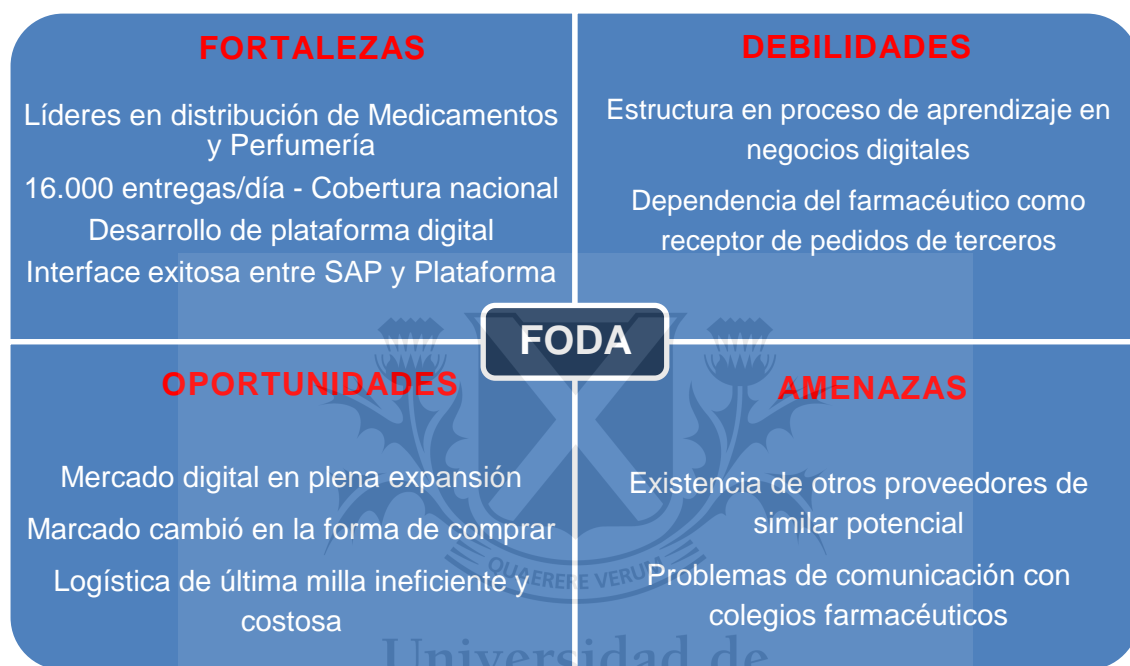 FORTALEZAS
Líderes en distribución de Medicamentos
y Perfumería
16.000 entregas/día - Cobertura nacional
Desarrollo de plataforma digital
Interface exitosa entre SAP y Plataforma
DEBILIDADES
Estructura en proceso de aprendizaje en
negocios digitales
Dependencia del farmacéutico como
receptor de pedidos de terceros
FODA
OPORTUNIDADES
Mercado digital en plena expansión
Marcado cambió en la forma de comprar
Logística de última milla ineficiente y
costosa
AMENAZAS
Existencia de otros proveedores de
similar potencial
Problemas de comunicación con
colegios farmacéuticos
QUAERERE VERUM
Universidad de